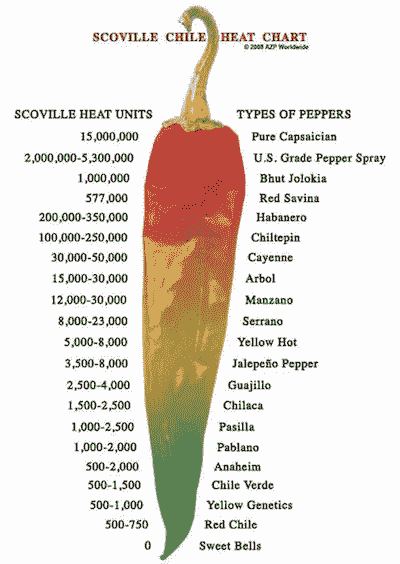 SCOVILLE CHILE HEAT CHART
© 2008 AZP Worldwide
SCOVILLE HEAT UNITS TYPES OF PEPPERS
15,000,000 Pure Capsaician
2,000,000-5,300,000 U.S. Grade Pepper Spray
1,000,000 Bhut Jolokia
577,000 Red Savina
200,000-350,000 Habanero
100,000-250,000 Chiltepin
30,000-50,000 Cayenne
15,000-30,000 Arbol
12,000-30,000 Manzano
8,000-23,000 Serrano
5,000-8,000 Yellow Hot
3,500-8,000 Jalepeño Pepper
2,500-4,000 Guajillo
1,500-2,500 Chilaca
1,000-2,500 Pasilla
1,000-2,000 Pablano
500-2,000 Anaheim
500-1,500 Chile Verde
500-1,000 Yellow Genetics
500-750 Red Chile
0 Sweet Bells